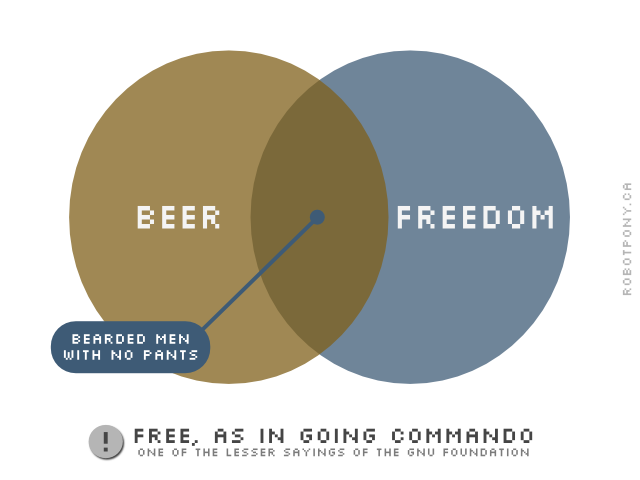 BEER
FREEDOM
BEARDED MEN
WITH NO PANTS
! FREE, AS IN GOING COMMANDO
ONE OF THE LESSER SAYINGS OF THE GNU FOUNDATION
ROBOTPONY.CA